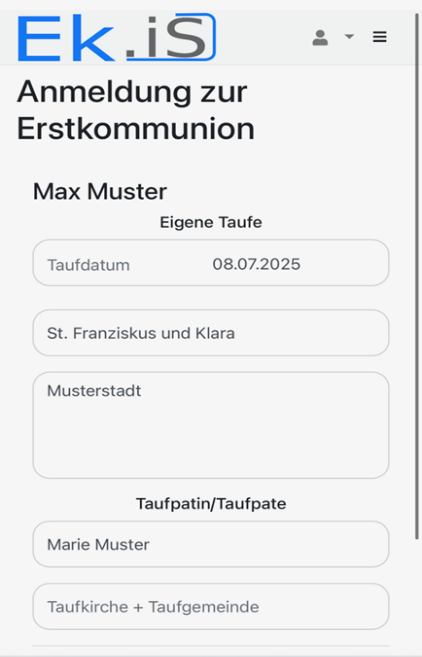 Ek.iS
Anmeldung zur
Erstkommunion
Max Muster
Eigene Taufe
Taufdatum 08.07.2025
St. Franziskus und Klara
Musterstadt
Taufpatin/Taufpate
Marie Muster
Taufkirche + Taufgemeinde